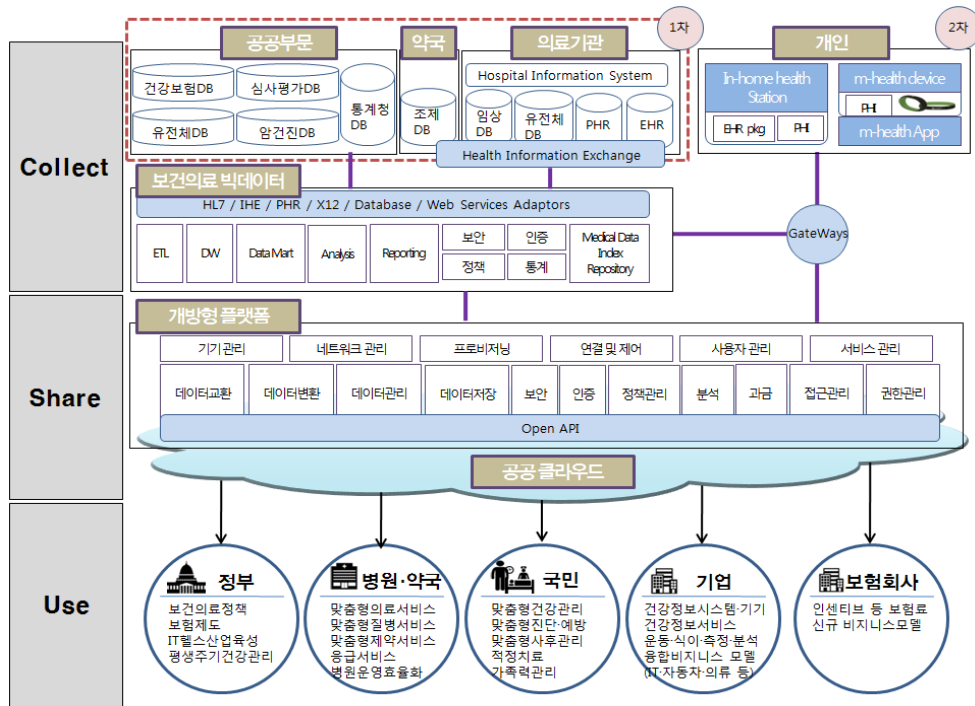 1차
2차
공공부문
약국
의료기관
개인
Collect
건강보험DB
심사평가DB
통계청
DB
유전체DB
암건진DB
조제
DB
Hospital Information System
임상
DB
유전체
DB
PHR
EHR
Health Information Exchange
In-home health
Station
EHR pkg
PHI
m-health device
PHI
m-health App
보건의료 빅데이터
HL7 / IHE / PHR / X12 / Database / Web Services Adaptors
ETL
DW
Data Mart
Analysis
Reporting
보안
인증
정책
통계
Medical Data
Index
Repository
GateWays
Share
개방형 플랫폼
기기 관리
네트워크 관리
프로비저닝
연결 및 제어
사용자 관리
서비스 관리
데이터교환
데이터변환
데이터관리
데이터저장
보안
인증
정책관리
분석
과금
접근관리
권한관리
Open API
공공 클라우드
Use
정부
보건의료정책
보험제도
IT헬스산업육성
평생주기건강관리
병원·약국
맞춤형의료서비스
맞춤형질병서비스
맞춤형제약서비스
응급서비스
병원운영효율화
국민
맞춤형건강관리
맞춤형진단·예방
맞춤형사후관리
적정치료
가족력관리
기업
건강정보시스템·기기
건강정보서비스
운동·식이·측정·분석
융합비지니스 모델
(IT·자동차·의류 등)
보험회사
인센티브 등 보험료
신규 비지니스모델